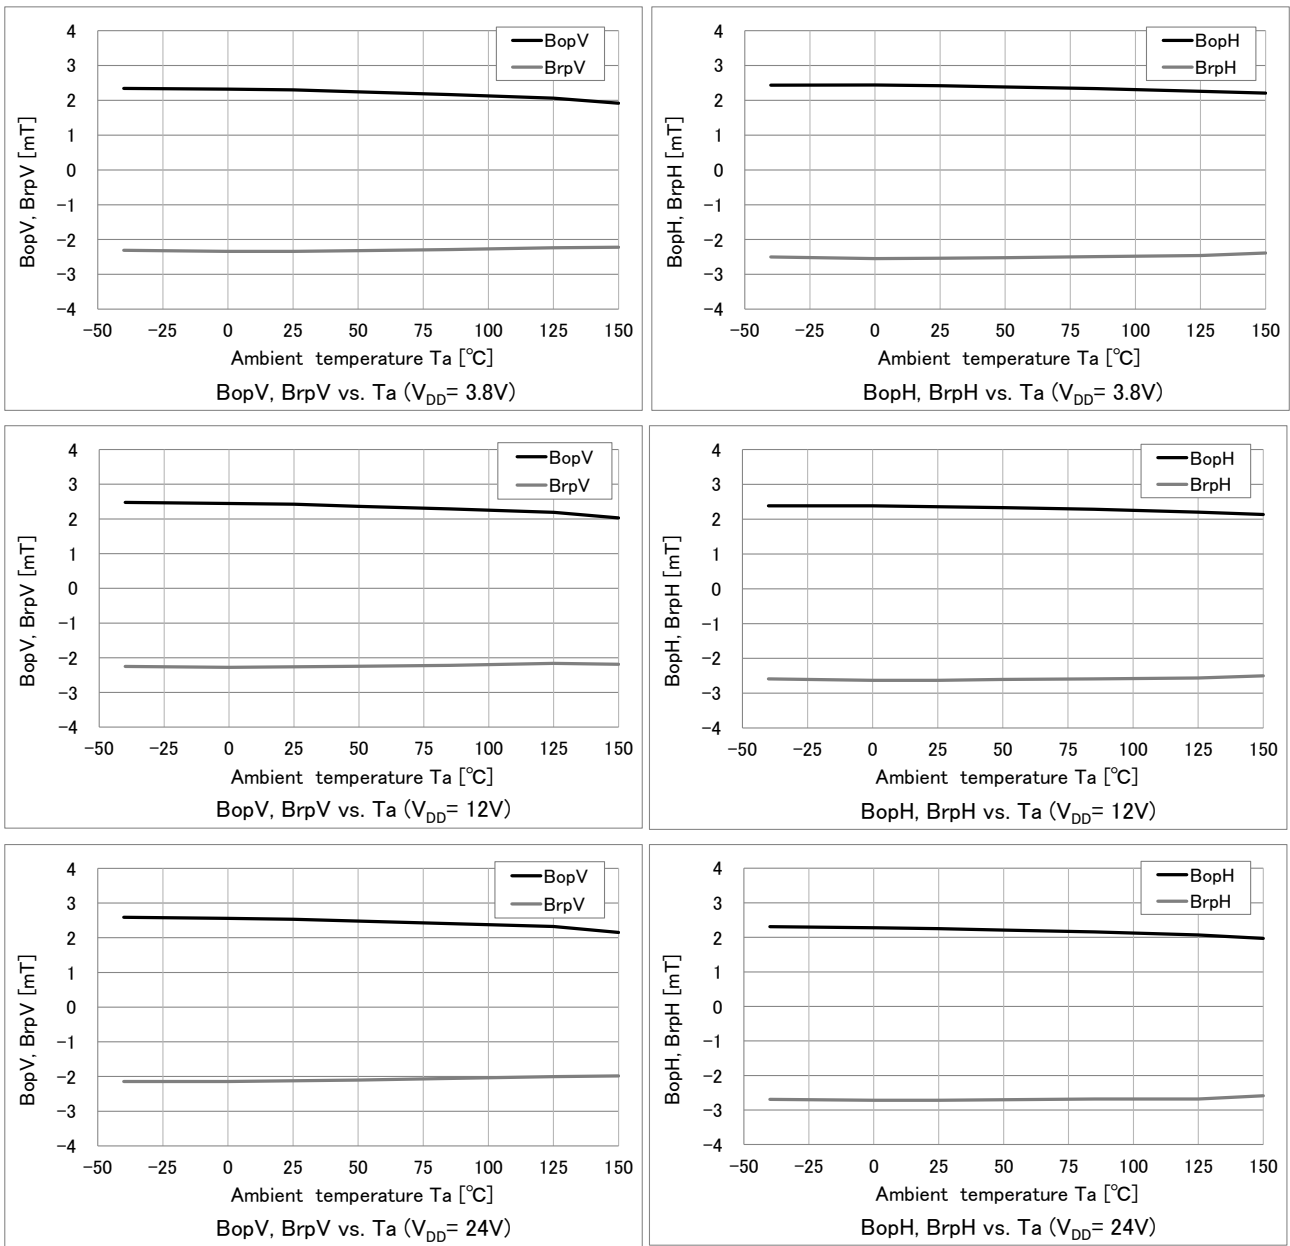 4
3
2
1
0
−1
−2
−3
−4
BopV, BrpV [mT]
BopV
BrpV
−50 −25 0 25 50 75 100 125 150
Ambient temperature Ta [℃]
BopV, BrpV vs. Ta (VDD= 3.8V)
4
3
2
1
0
−1
−2
−3
−4
BopH, BrpH [mT]
BopH
BrpH
−50 −25 0 25 50 75 100 125 150
Ambient temperature Ta [℃]
BopH, BrpH vs. Ta (VDD= 3.8V)
4
3
2
1
0
−1
−2
−3
−4
BopV, BrpV [mT]
BopV
BrpV
−50 −25 0 25 50 75 100 125 150
Ambient temperature Ta [℃]
BopV, BrpV vs. Ta (VDD= 12V)
4
3
2
1
0
−1
−2
−3
−4
BopH, BrpH [mT]
BopH
BrpH
−50 −25 0 25 50 75 100 125 150
Ambient temperature Ta [℃]
BopH, BrpH vs. Ta (VDD= 12V)
4
3
2
1
0
−1
−2
−3
−4
BopV, BrpV [mT]
BopV
BrpV
−50 −25 0 25 50 75 100 125 150
Ambient temperature Ta [℃]
BopV, BrpV vs. Ta (VDD= 24V)
4
3
2
1
0
−1
−2
−3
−4
BopH, BrpH [mT]
BopH
BrpH
−50 −25 0 25 50 75 100 125 150
Ambient temperature Ta [℃]
BopH, BrpH vs. Ta (VDD= 24V)